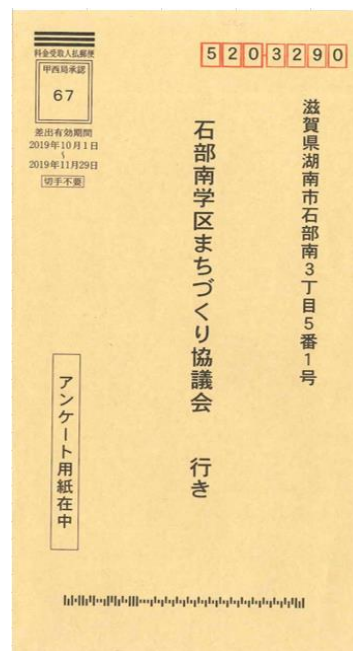 料金受取人払郵便
甲西局承認
67
差出有効期間
2019年10月1日
~
2019年11月29日
切手不要
5203290
滋賀県湖南市石部南3丁目5番1号
石部南学区まちづくり協議会 行き
アンケート用紙在中